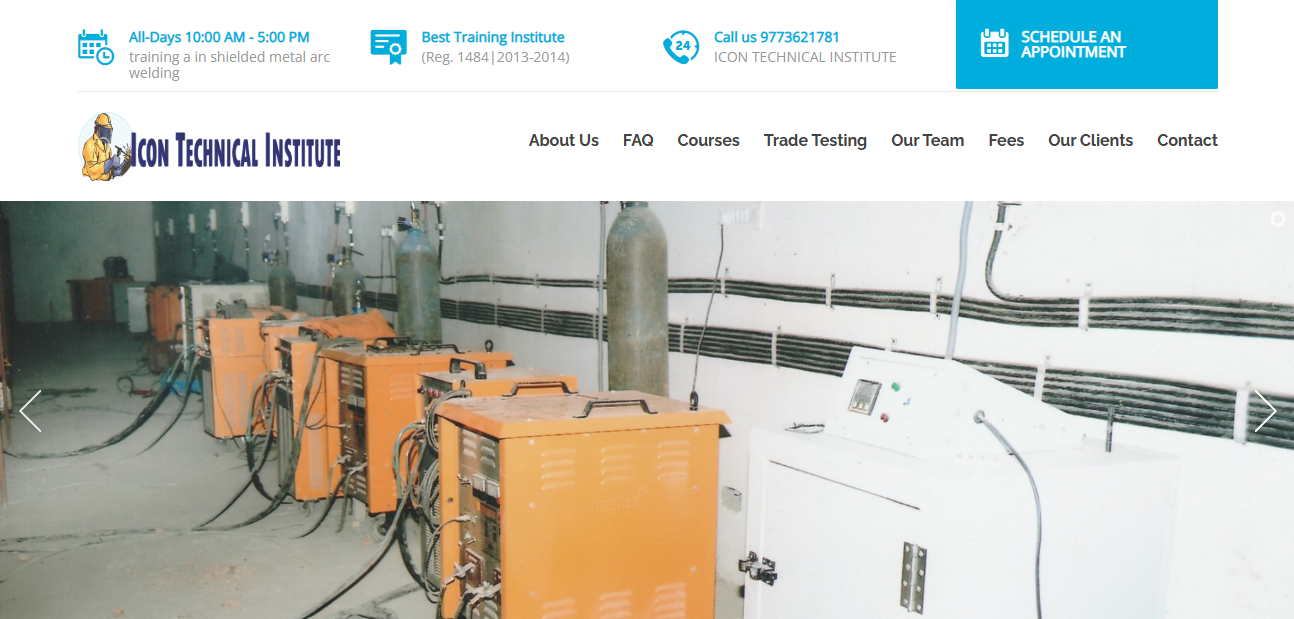 All-Days 10:00 AM - 5:00 PM
training a in shielded metal arc
welding
Best Training Institute
(Reg. 1484|2013-2014)
24
Call us 9773621781
ICON TECHNICAL INSTITUTE
SCHEDULE AN
APPOINTMENT
ICON TECHNICAL INSTITUTE
About Us
FAQ
Courses
Trade Testing
Our Team
Fees
Our Clients
Contact